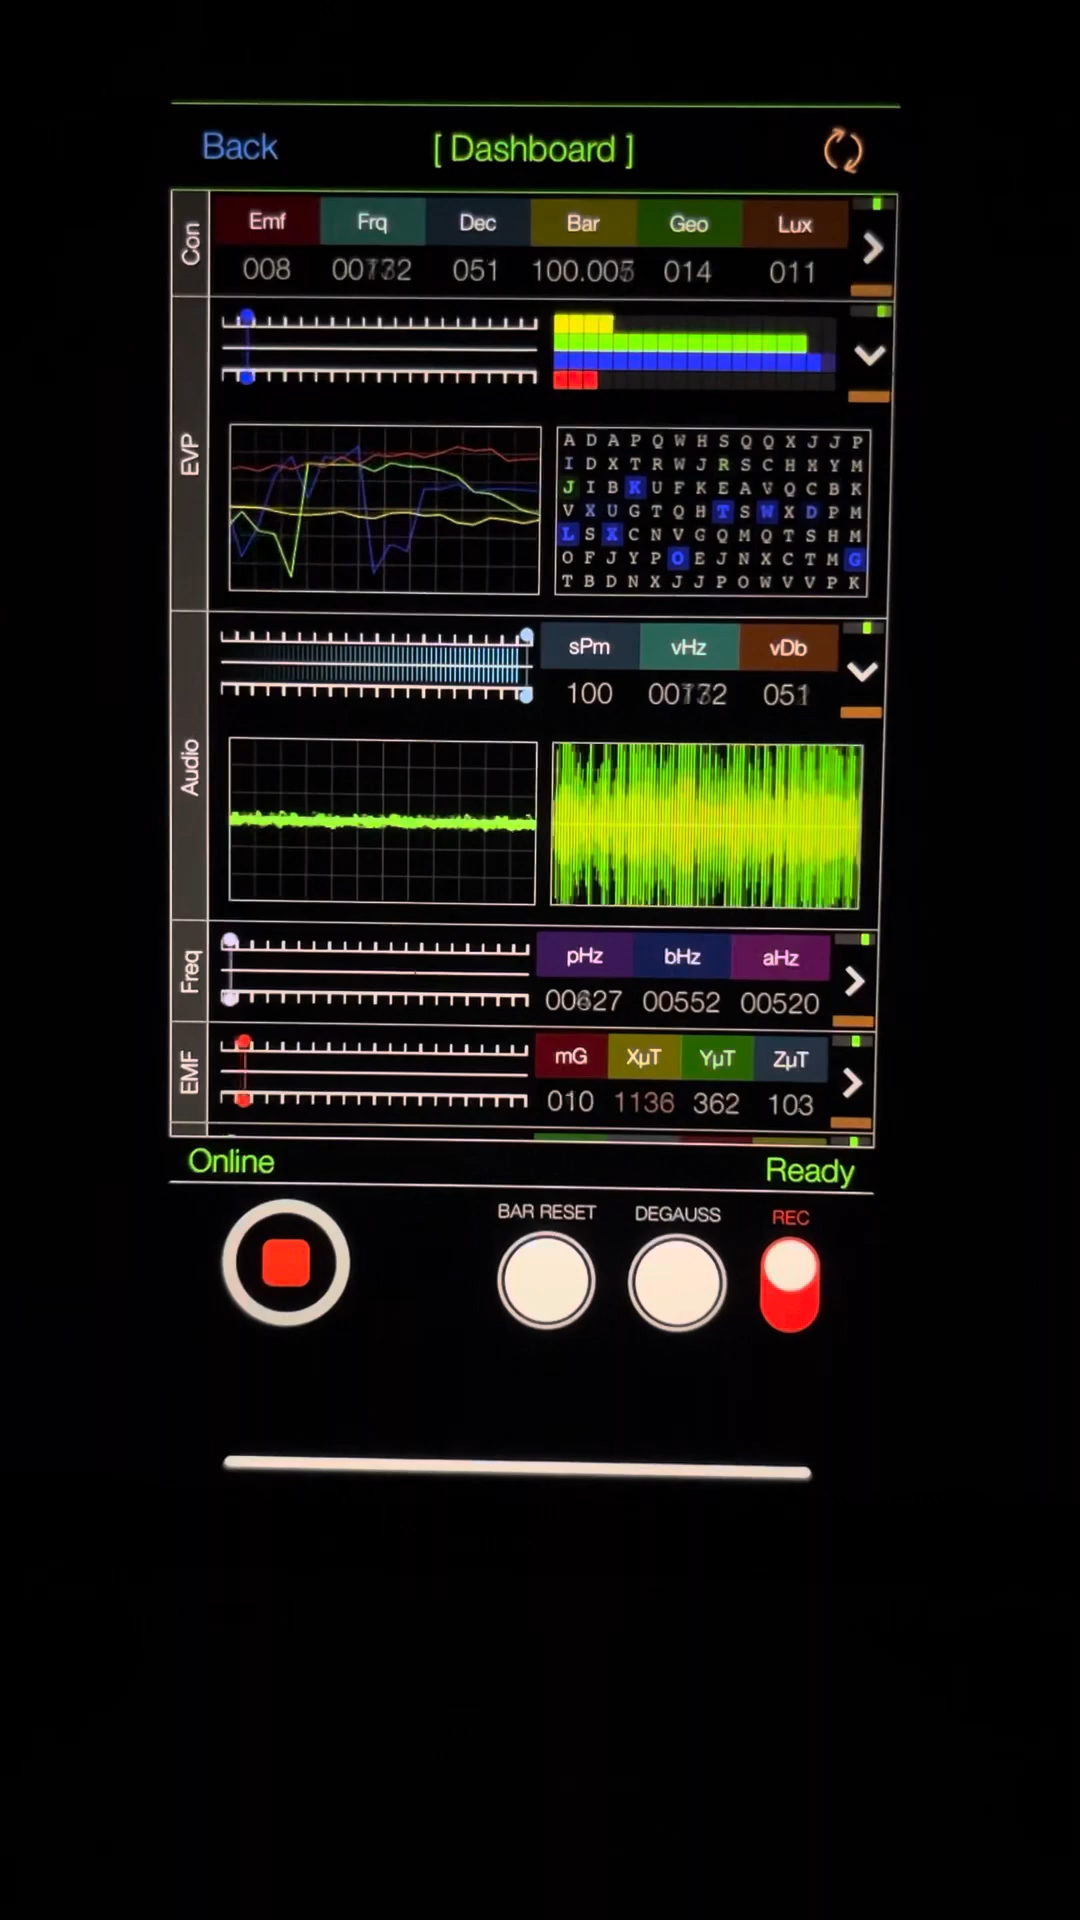 Back [ Dashboard ]
Con Emf Frq Dec Bar Geo Lux
008 051 014 011
EVP
A D A P Q W H S Q Q X J J P
I D X T R W J R S C H M Y M
J I B K U F K E A V Q C B K
V X U G T Q H T S W X D P M
L S X C N V G Q M Q T S H M
O F J Y P O E J N X C T M G
T B D N X J J P O W V V P K
Audio sPm vHz vDb
100
Freq pHz bHz aHz
00552 00520
EMF mG XµT YµT ZµT
010 1136 362 103
Online Ready
BAR RESET DEGAUSS REC